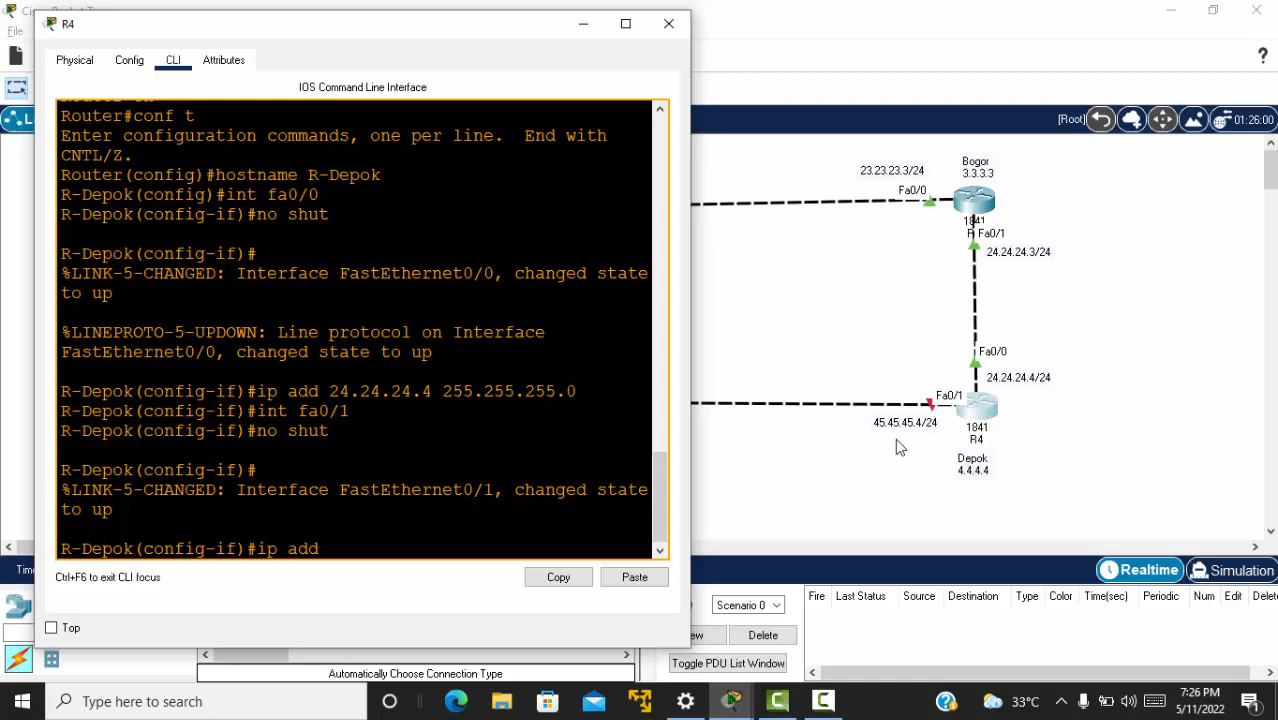 R4
Physical
Config
CLI
Attributes
IOS Command Line Interface
Router#conf t
Enter configuration commands, one per line.  End with
CNTL/Z.
Router(config)#hostname R-Depok
R-Depok(config)#int fa0/0
R-Depok(config-if)#no shut
R-Depok(config-if)#
%LINK-5-CHANGED: Interface FastEthernet0/0, changed state
to up
%LINEPROTO-5-UPDOWN: Line protocol on Interface
FastEthernet0/0, changed state to up
R-Depok(config-if)#ip add 24.24.24.4 255.255.255.0
R-Depok(config-if)#int fa0/1
R-Depok(config-if)#no shut
R-Depok(config-if)#
%LINK-5-CHANGED: Interface FastEthernet0/1, changed state
to up
R-Depok(config-if)#ip add
Ctrl+F6 to exit CLI focus
Copy
Paste
Top
File
[Root]
01:26:00
Bogor
3.3.3.3
23.23.23.3/24
Fa0/0
1841
Fa0/1
24.24.24.3/24
Fa0/0
24.24.24.4/24
Fa0/1
45.45.45.4/24
1841
R4
Depok
4.4.4.4
Realtime
Simulation
Scenario 0
Fire
Last Status
Source
Destination
Type
Color
Time(sec)
Periodic
Num
Edit
Delete
Toggle PDU List Window
Automatically Choose Connection Type
Type here to search
33°C
7:26 PM
5/11/2022